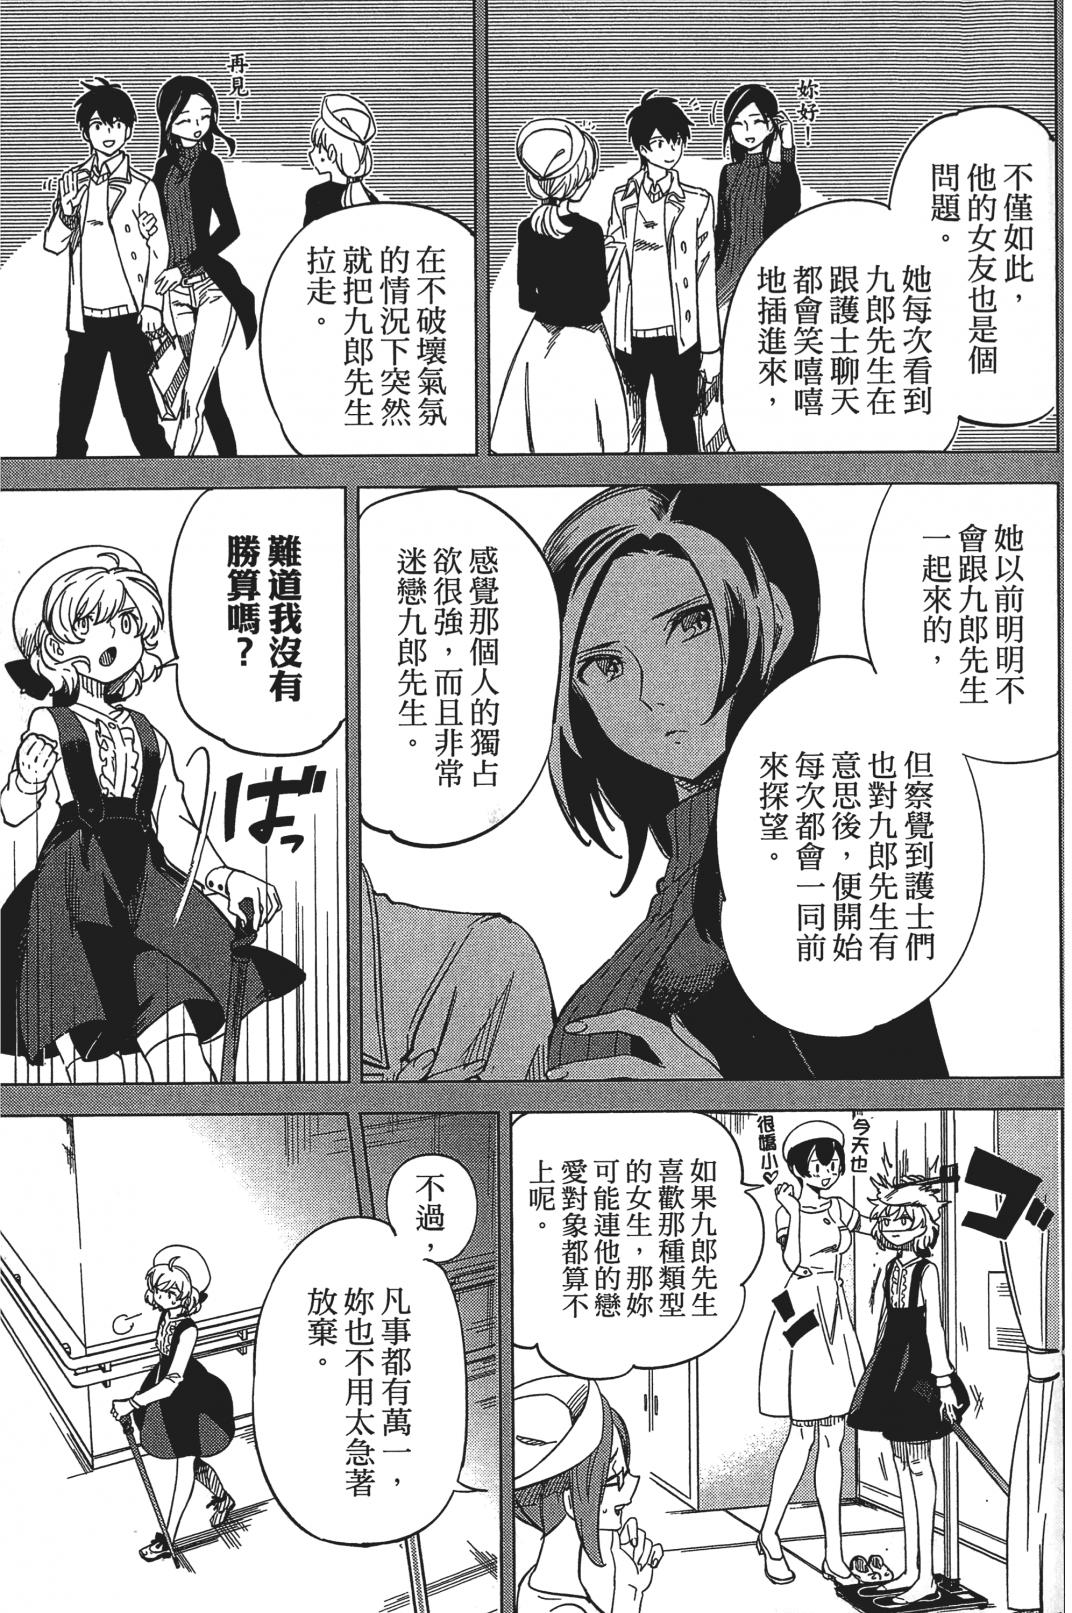 不僅如此，
他的女友也是個
問題。
她每次看到
九郎先生在
跟護士聊天
都會笑嘻嘻
地插進來，
妳好！
在不破壞氣氛
的情況下突然
就把九郎先生
拉走。
再見！
她以前明明不
會跟九郎先生
一起來的，
但察覺到護士們
也對九郎先生有
意思後，便開始
每次都會一同前
來探望。
感覺那個人的獨占
欲很強，而且非常
迷戀九郎先生。
難道我沒有
勝算嗎？
ばっ
コッ
今天也
很嬌小♡
如果九郎先生
喜歡那種類型
的女生，那妳
可能連他的戀
愛對象都算不
上呢。
不過，
凡事都有萬一，
妳也不用太急著
放棄。